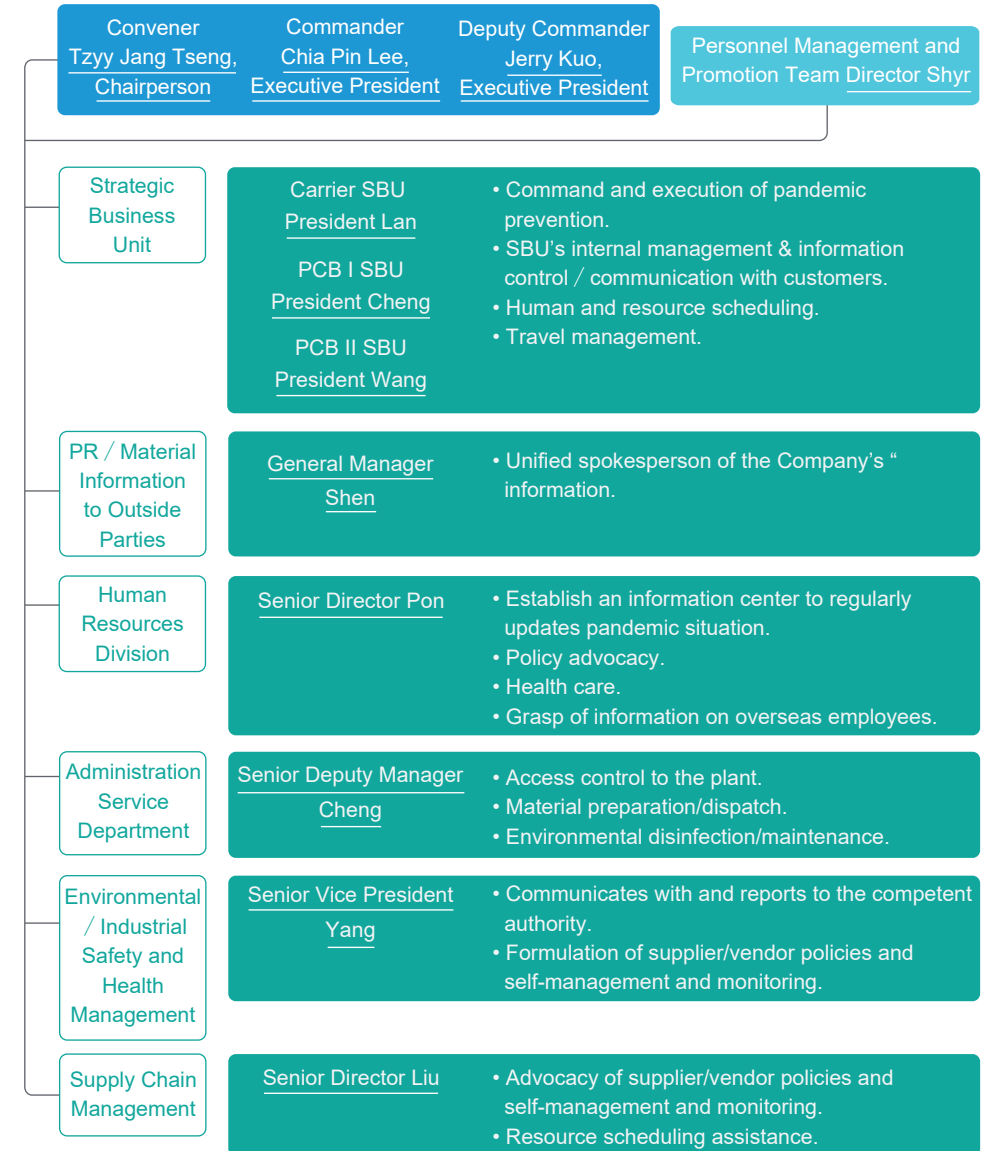 Convener
Tzyy Jang Tseng,
Chairperson
Commander
Chia Pin Lee,
Executive President
Deputy Commander
Jerry Kuo,
Executive President
Personnel Management and
Promotion Team Director Shyr
Strategic
Business
Unit
Carrier SBU
President Lan
PCB I SBU
President Cheng
PCB II SBU
President Wang
• Command and execution of pandemic
prevention.
• SBU's internal management & information
control / communication with customers.
• Human and resource scheduling.
• Travel management.
PR / Material
Information
to Outside
Parties
General Manager
Shen
• Unified spokesperson of the Company's “
information.
Human
Resources
Division
Senior Director Pon
• Establish an information center to regularly
updates pandemic situation.
• Policy advocacy.
• Health care.
• Grasp of information on overseas employees.
Administration
Service
Department
Senior Deputy Manager
Cheng
• Access control to the plant.
• Material preparation/dispatch.
• Environmental disinfection/maintenance.
Environmental
/ Industrial
Safety and
Health
Management
Senior Vice President
Yang
• Communicates with and reports to the competent
authority.
• Formulation of supplier/vendor policies and
self-management and monitoring.
Supply Chain
Management
Senior Director Liu
• Advocacy of supplier/vendor policies and
self-management and monitoring.
• Resource scheduling assistance.